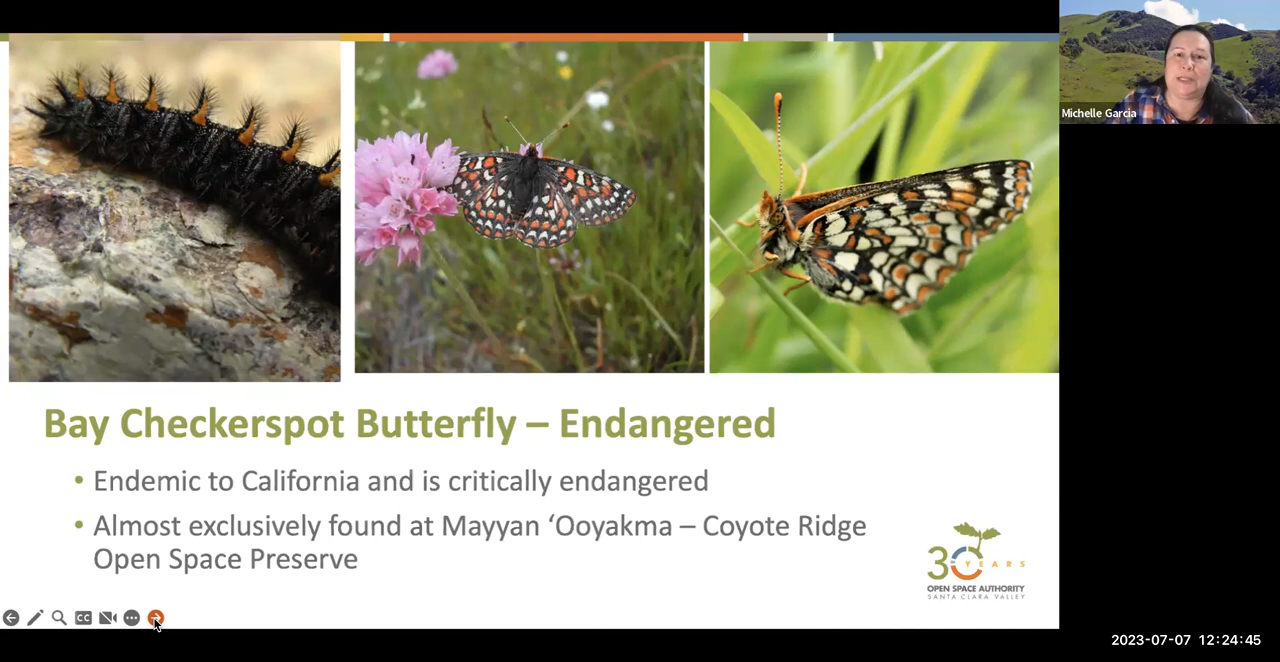 Michelle Garcia
Bay Checkerspot Butterfly – Endangered
• Endemic to California and is critically endangered
• Almost exclusively found at Mayyan ‘Ooyakma – Coyote Ridge
Open Space Preserve
30 YEARS
OPEN SPACE AUTHORITY
SANTA CLARA VALLEY
CC
2023-07-07 12:24:45